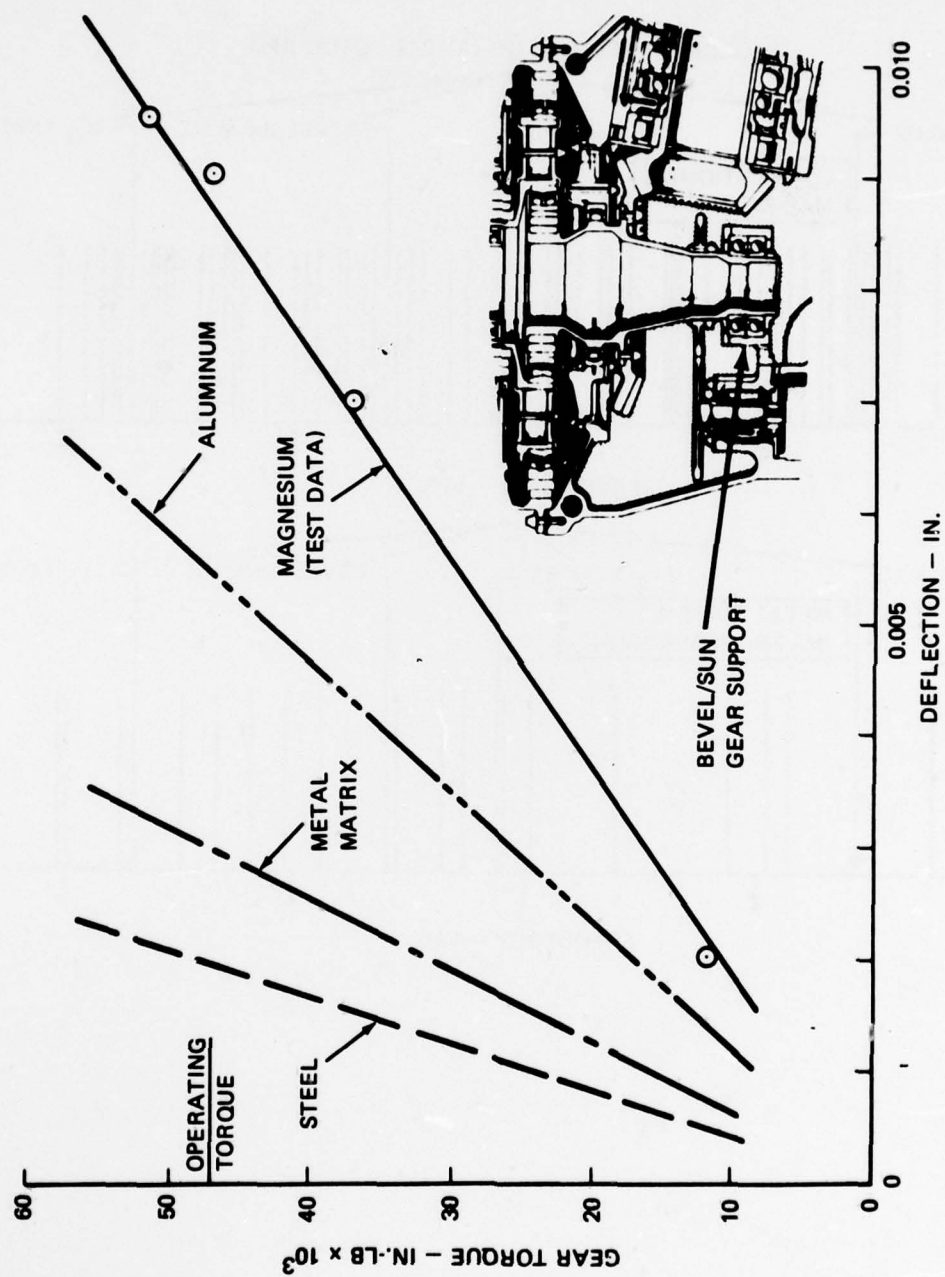 60
50
40
30
20
10
0
GEAR TORQUE – IN.-LB x 10³
OPERATING
TORQUE
STEEL
METAL
MATRIX
ALUMINUM
MAGNESIUM
(TEST DATA)
BEVEL/SUN
GEAR SUPPORT
0
0.005
0.010
DEFLECTION – IN.